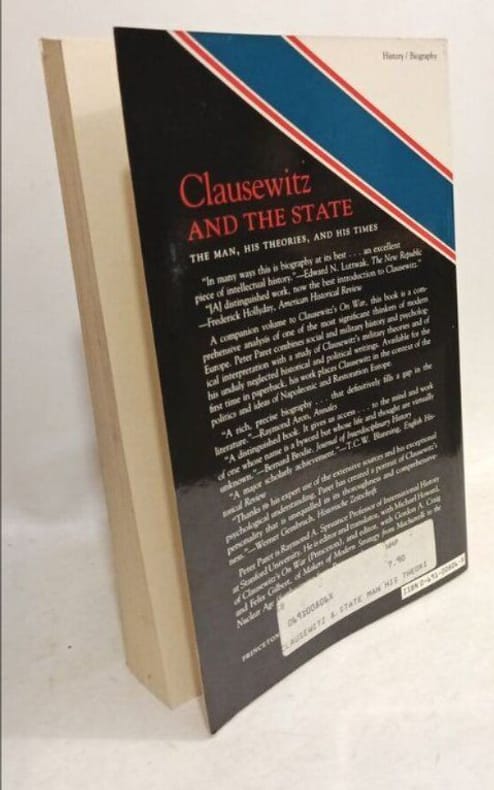 History / Biography
Clausewitz
AND THE STATE
THE MAN, HIS THEORIES, AND HIS TIMES
"In many ways this is biography at its best . . . an excellent
piece of intellectual history."—Edward N. Luttwak, The New Republic
"[A] distinguished work, now the best introduction to Clausewitz."
—Frederick Hollyday, American Historical Review
A companion volume to Clausewitz's On War, this book is a com-
prehensive analysis of one of the most significant thinkers of modern
Europe. Peter Paret combines social and military history and psycholog-
ical interpretation with a study of Clausewitz's military theories and of
his unduly neglected historical and political writings. Available for the
first time in paperback, his work places Clausewitz in the context of the
politics and ideas of Napoleonic and Restoration Europe.
"A rich, precise biography . . . that definitively fills a gap in the
literature."—Raymond Aron, Annales
"A distinguished book. It gives us access . . . to the mind and work
of one whose name is a byword but whose life and thought are virtually
unknown."—Bernard Brodie, Journal of Interdisciplinary History
"A major scholarly achievement."—T.C.W. Blanning, English His-
torical Review
"Thanks to his expert use of the extensive sources and his exceptional
psychological understanding, Paret has created a portrait of Clausewitz's
personality that is unequalled in its thoroughness and comprehensive-
ness."—Werner Gembruch, Historische Zeitschrift
Peter Paret is Raymond A. Spruance Professor of International History
at Stanford University. He is editor and translator, with Michael Howard,
of Clausewitz's On War (Princeton), and editor, with Gordon A. Craig
and Felix Gilbert, of Makers of Modern Strategy from Machiavelli to the
Nuclear Age
PRINCETON
7.90
069100806X
CLAUSEWITZ & STATE MAN HIS THEORI
ISBN 0-691-00806-X